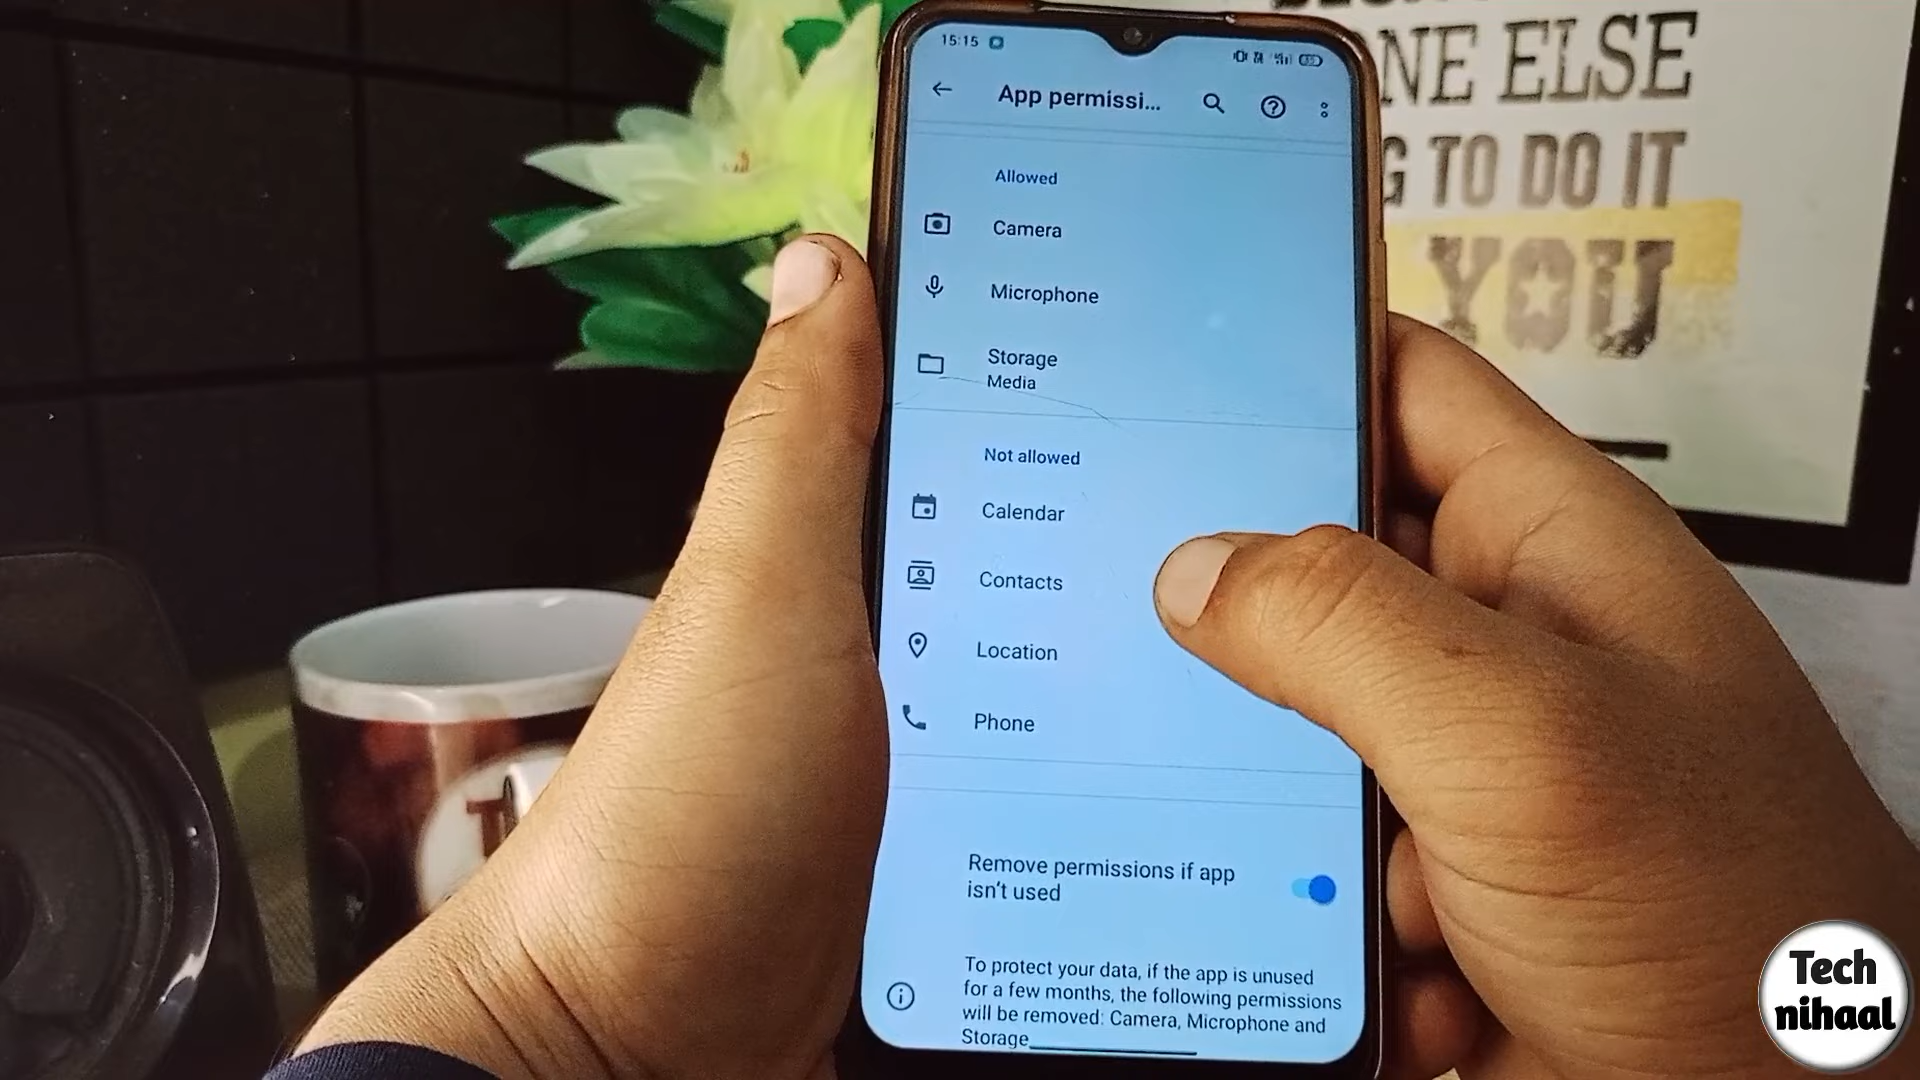 15:15
App permissi...
Allowed
Camera
Microphone
Storage
Media
Not allowed
Calendar
Contacts
Location
Phone
Remove permissions if app
isn't used
To protect your data, if the app is unused
for a few months, the following permissions
will be removed: Camera, Microphone and
Storage
NE ELSE
G TO DO IT
YOU
Tech
nihaal